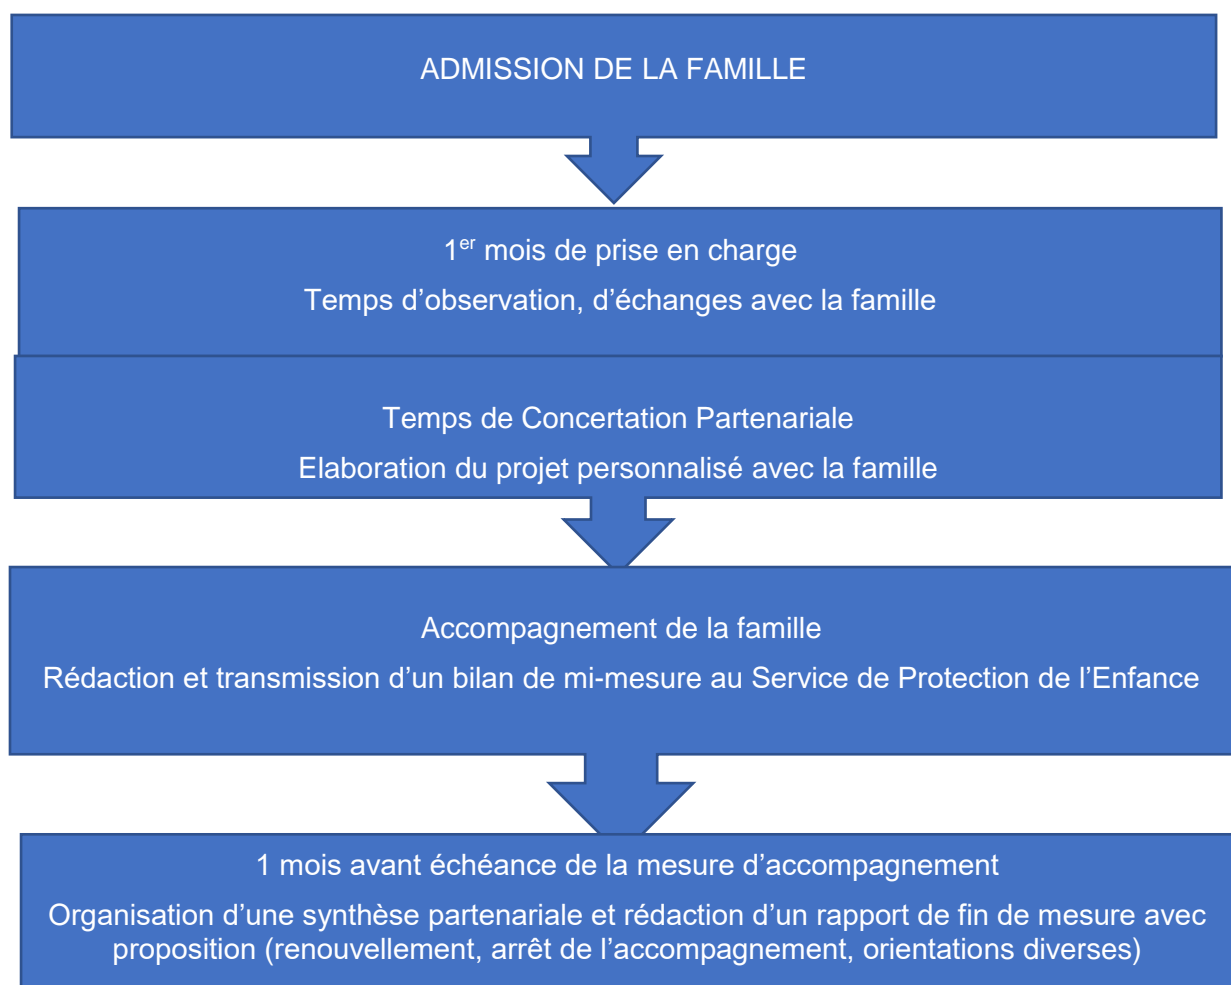 ADMISSION DE LA FAMILLE
1er mois de prise en charge
Temps d’observation, d’échanges avec la famille
Temps de Concertation Partenariale
Elaboration du projet personnalisé avec la famille
Accompagnement de la famille
Rédaction et transmission d’un bilan de mi-mesure au Service de Protection de l’Enfance
1 mois avant échéance de la mesure d’accompagnement
Organisation d’une synthèse partenariale et rédaction d’un rapport de fin de mesure avec
proposition (renouvellement, arrêt de l’accompagnement, orientations diverses)